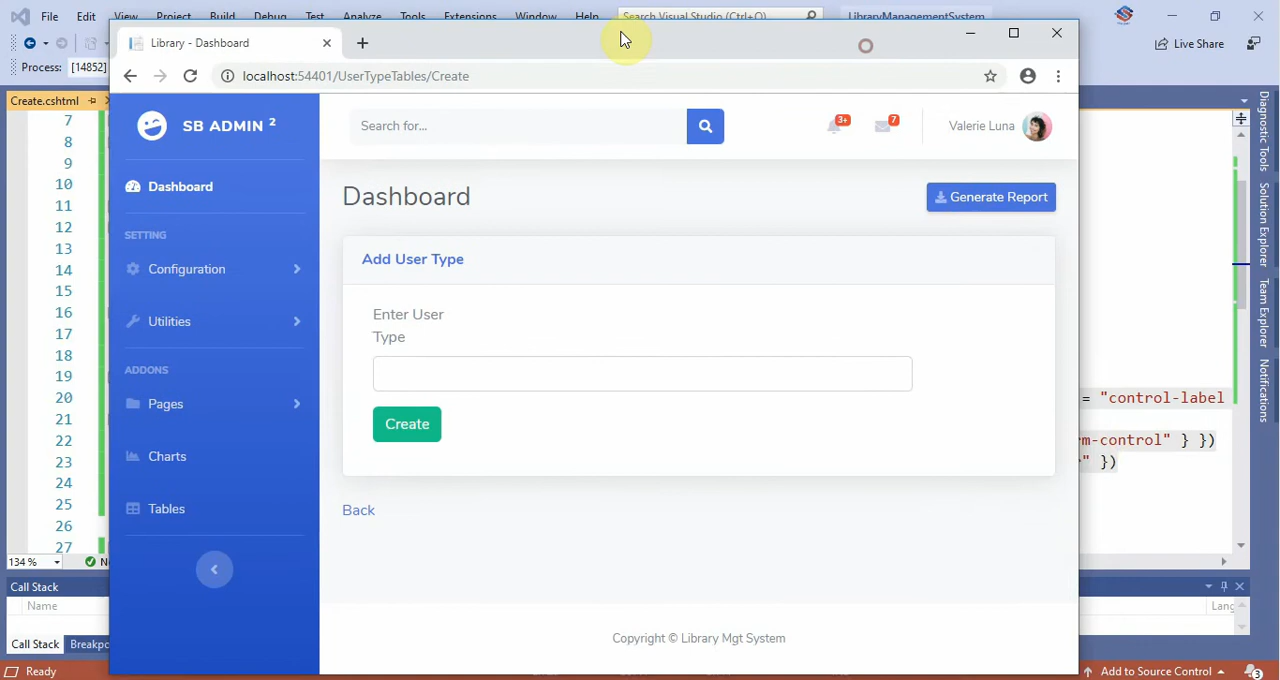 File Edit View Project Build Debug Test Analyze Tools Extensions Window Help Search Visual Studio (Ctrl+Q) LibraryManagementSystem
Live Share
Process: [14852]
Create.cshtml
Library - Dashboard
localhost:54401/UserTypeTables/Create
SB ADMIN 2
Search for...
3+
7
Valerie Luna
Dashboard
Dashboard
Generate Report
SETTING
Configuration
Utilities
ADDONS
Pages
Charts
Tables
Add User Type
Enter User
Type
Create
Back
Copyright © Library Mgt System
7
8
9
10
11
12
13
14
15
16
17
18
19
20
21
22
23
24
25
26
27
= "control-label
rm-control" } })
" })
Diagnostic Tools
Solution Explorer
Team Explorer
Notifications
134 %
Call Stack
Name
Lang
Call Stack
Breakpo
Ready
Add to Source Control
3